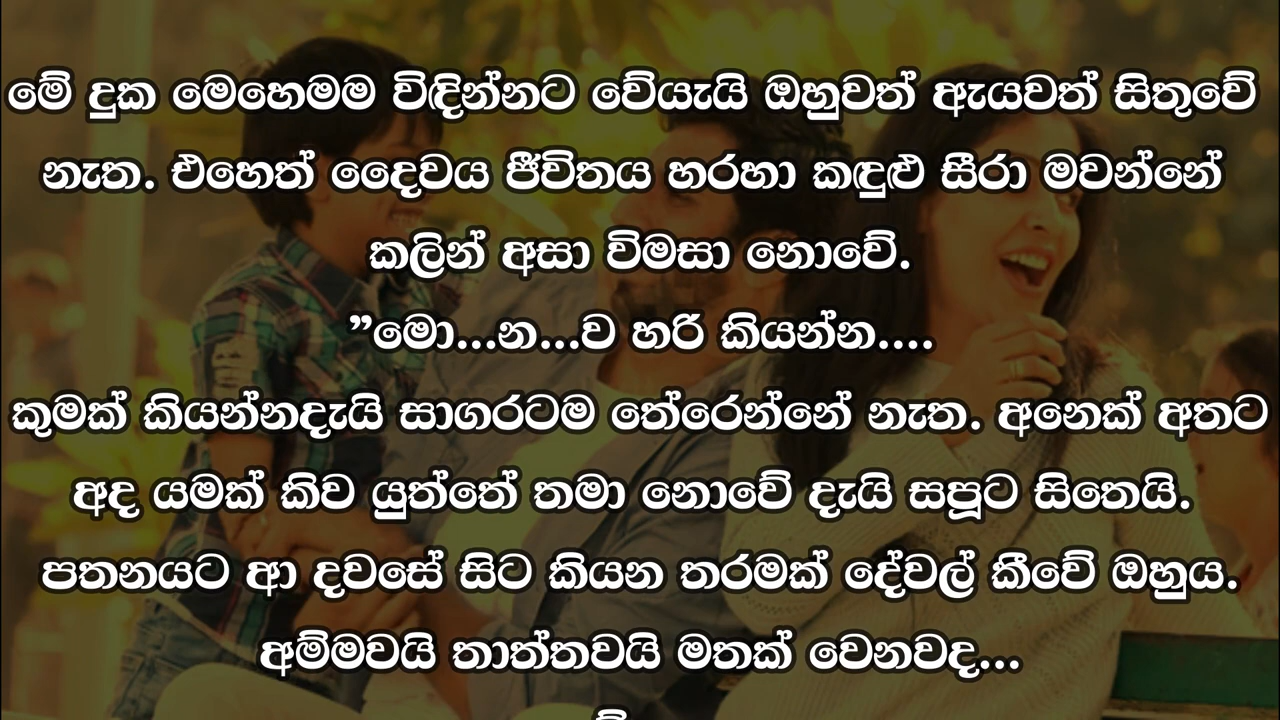 මේ දුක මෙහෙමම විඳින්නට වේයැයි ඔහුවත් ඇයවත් සිතුවේ
නැත. එහෙත් දෛවය ජීවිතය හරහා කඳුළු සීරා මවන්නේ
කලින් අසා විමසා නොවේ.
”මො...න...ව හරි කියන්න....
කුමක් කියන්නදැයි සාගරටම තේරෙන්නේ නැත. අනෙක් අතට
අද යමක් කිව යුත්තේ තමා නොවේ දැයි සපූට සිතෙයි.
පතනයට ආ දවසේ සිට කියන තරමක් දේවල් කීවේ ඔහුය.
අම්මවයි තාත්තවයි මතක් වෙනවද...